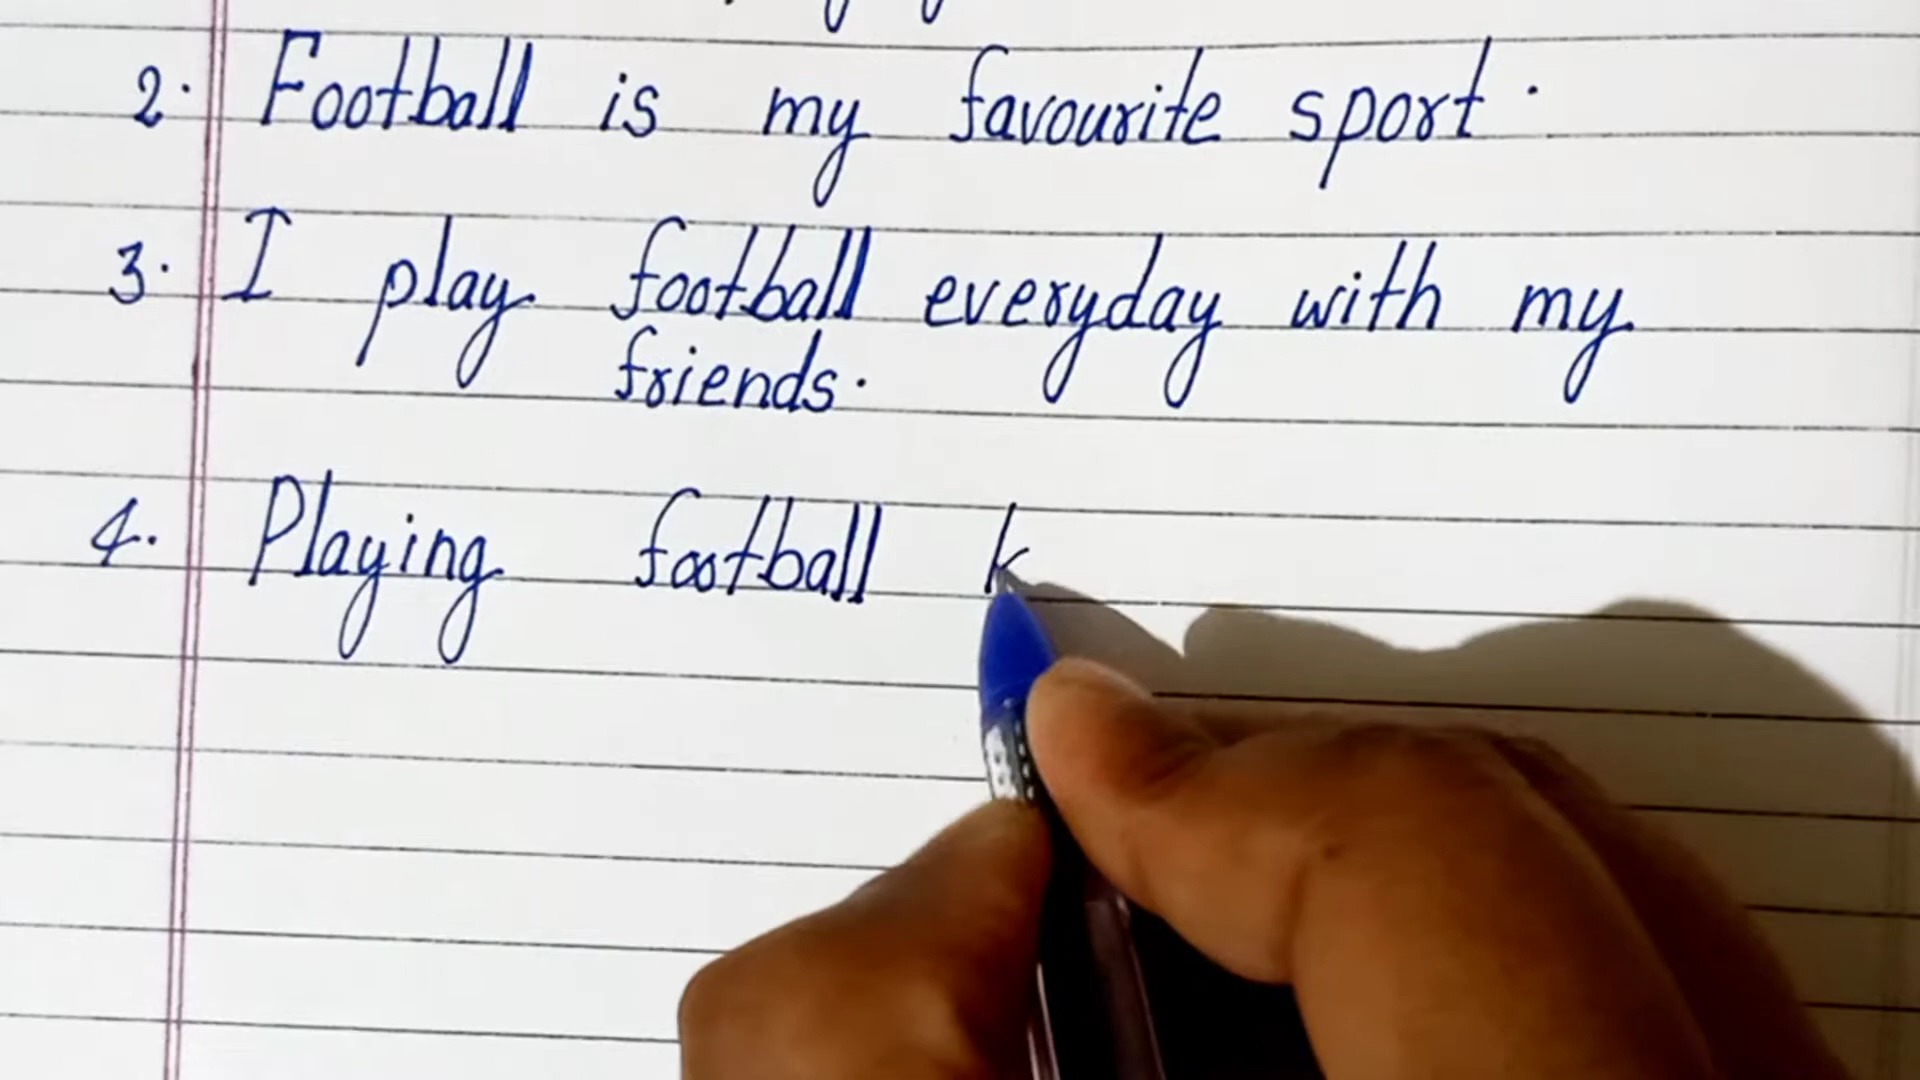 2. Football is my favourite sport.
3. I play football everyday with my
friends.
4. Playing football k